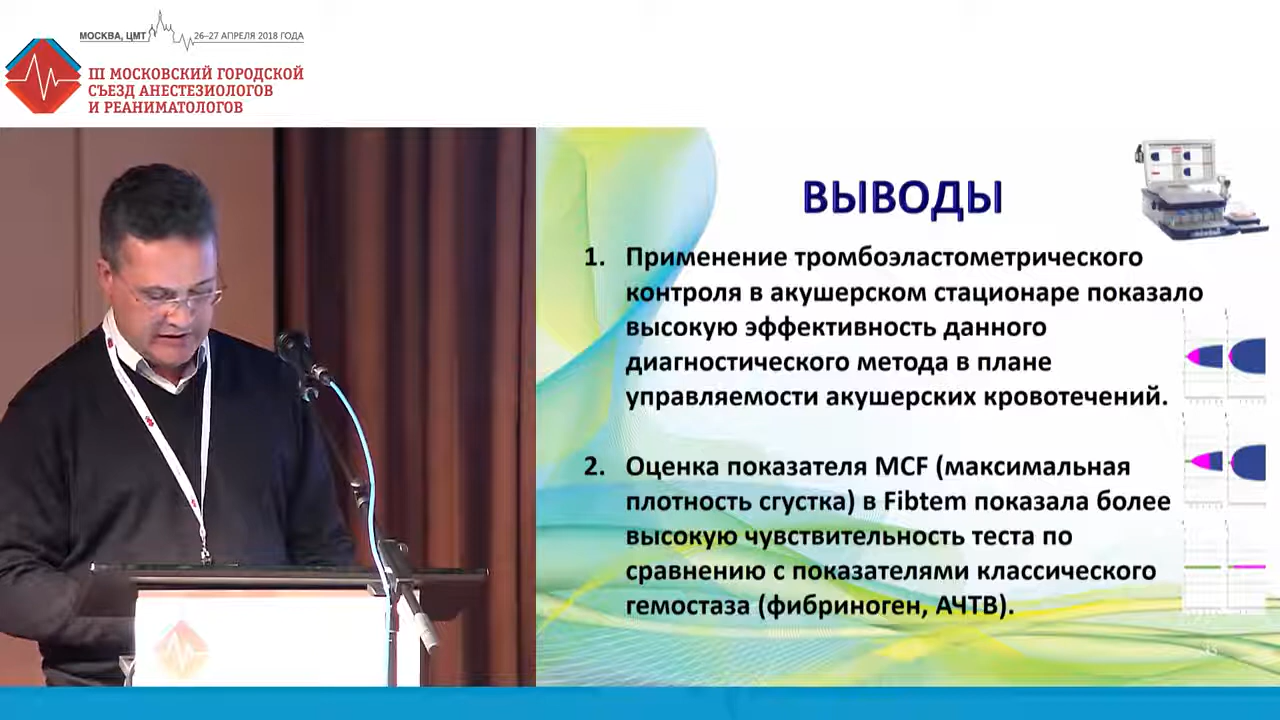 МОСКВА, ЦМТ 26–27 АПРЕЛЯ 2018 ГОДА
III МОСКОВСКИЙ ГОРОДСКОЙ
СЪЕЗД АНЕСТЕЗИОЛОГОВ
И РЕАНИМАТОЛОГОВ
ВЫВОДЫ
1. Применение тромбоэластометрического
контроля в акушерском стационаре показало
высокую эффективность данного
диагностического метода в плане
управляемости акушерских кровотечений.
2. Оценка показателя MCF (максимальная
плотность сгустка) в Fibtem показала более
высокую чувствительность теста по
сравнению с показателями классического
гемостаза (фибриноген, АЧТВ).